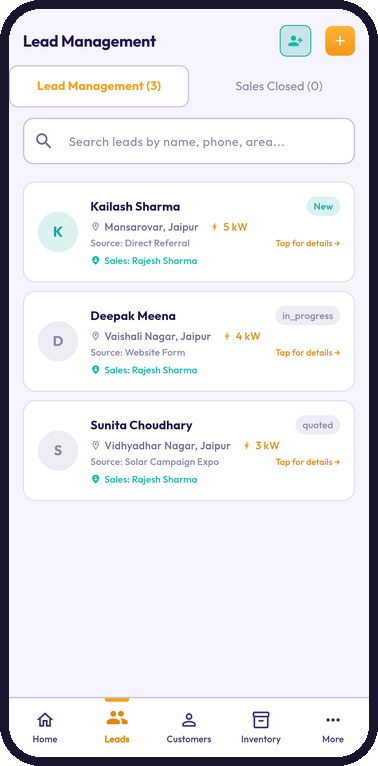 Lead Management
Lead Management (3)
Sales Closed (0)
Search leads by name, phone, area...
K
Kailash Sharma
New
Mansarovar, Jaipur
5 kW
Source: Direct Referral
Tap for details →
Sales: Rajesh Sharma
D
Deepak Meena
in_progress
Vaishali Nagar, Jaipur
4 kW
Source: Website Form
Tap for details →
Sales: Rajesh Sharma
S
Sunita Choudhary
quoted
Vidhyadhar Nagar, Jaipur
3 kW
Source: Solar Campaign Expo
Tap for details →
Sales: Rajesh Sharma
Home
Leads
Customers
Inventory
More